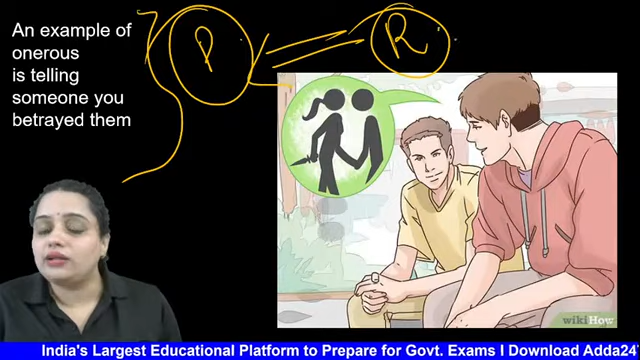 An example of
onerous
is telling
someone you
betrayed them
P
R
wikiHow
India's Largest Educational Platform to Prepare for Govt. Exams I Download Adda24